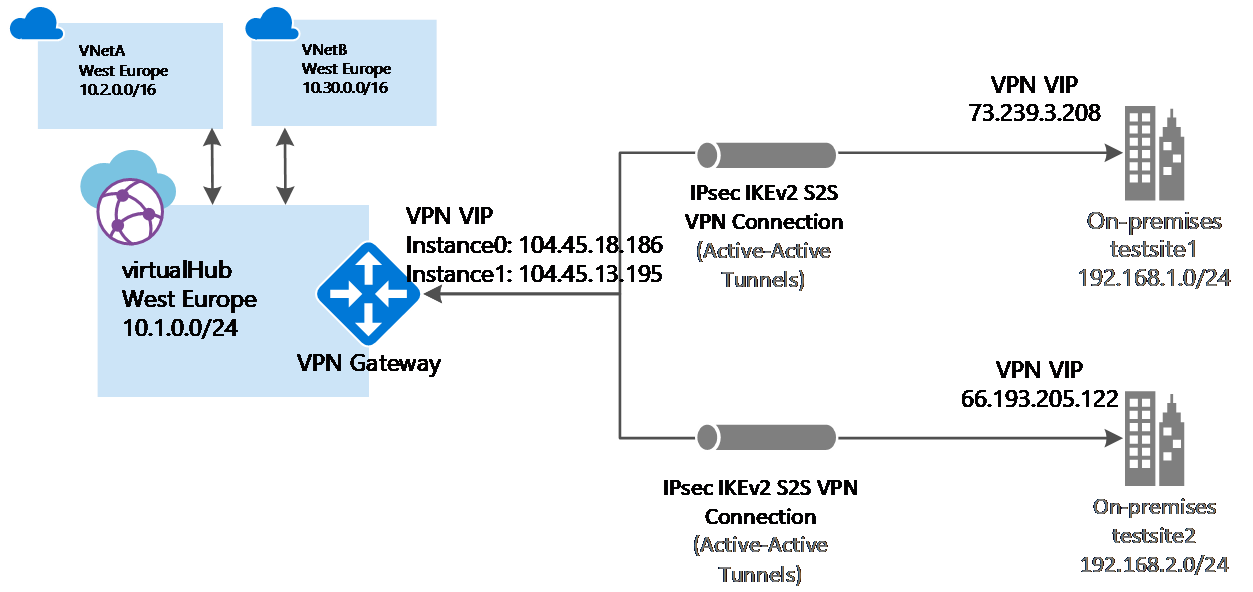 VNetA
West Europe
10.2.0.0/16
VNetB
West Europe
10.30.0.0/16
virtualHub
West Europe
10.1.0.0/24
VPN Gateway
VPN VIP
Instance0: 104.45.18.186
Instance1: 104.45.13.195
IPsec IKEv2 S2S
VPN Connection
(Active-Active
Tunnels)
VPN VIP
73.239.3.208
On-premises
testsite1
192.168.1.0/24
IPsec IKEv2 S2S VPN
Connection
(Active-Active
Tunnels)
VPN VIP
66.193.205.122
On-premises
testsite2
192.168.2.0/24